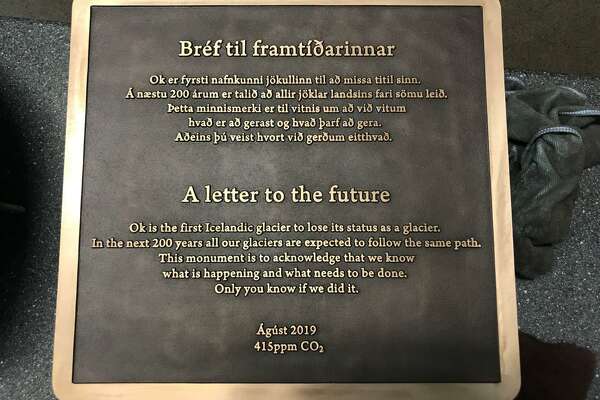 Bréf til framtíðarinnar
Ok er fyrsti nafnkunni jökullinn til að missa titil sinn.
Á næstu 200 árum er talið að allir jöklar landsins fari sömu leið.
Þetta minnismerki er til vitnis um að við vitum
hvað er að gerast og hvað þarf að gera.
Aðeins þú veist hvort við gerðum eitthvað.
A letter to the future
Ok is the first Icelandic glacier to lose its status as a glacier.
In the next 200 years all our glaciers are expected to follow the same path.
This monument is to acknowledge that we know
what is happening and what needs to be done.
Only you know if we did it.
Ágúst 2019
415ppm CO₂